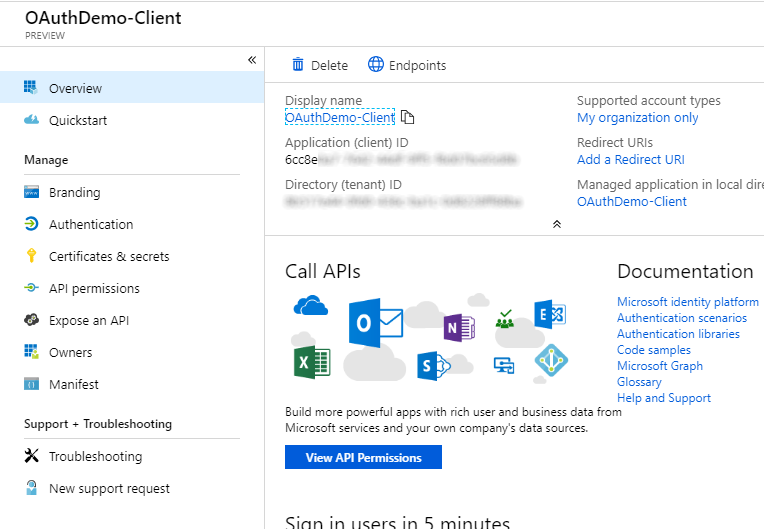 OAuthDemo-Client
PREVIEW
«
Overview
Quickstart
Manage
Branding
Authentication
Certificates & secrets
API permissions
Expose an API
Owners
Manifest
Support + Troubleshooting
Troubleshooting
New support request
Delete
Endpoints
Display name
OAuthDemo-Client
Application (client) ID
6cc8e
Directory (tenant) ID
Supported account types
My organization only
Redirect URIs
Add a Redirect URI
Managed application in local dire
OAuthDemo-Client
Call APIs
Build more powerful apps with rich user and business data from
Microsoft services and your own company's data sources.
View API Permissions
Documentation
Microsoft identity platform
Authentication scenarios
Authentication libraries
Code samples
Microsoft Graph
Glossary
Help and Support
Sign in users in 5 minutes